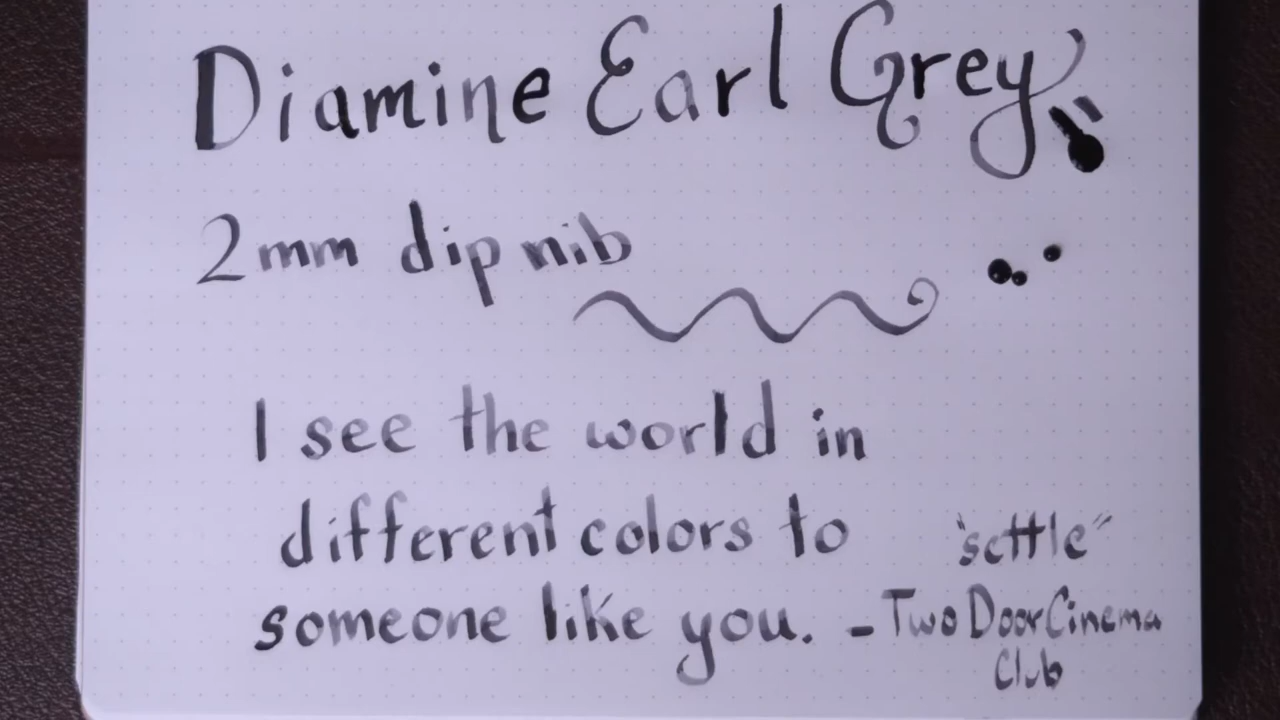 Diamine Earl Grey
2mm dip nib
I see the world in
different colors to
someone like you. - Two Door Cinema
Club
"settle"